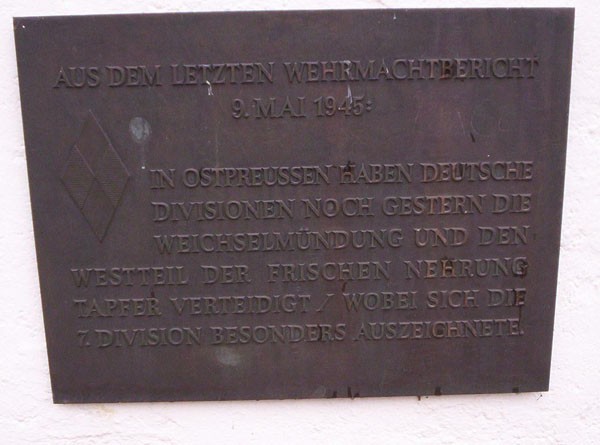 AUS DEM LETZTEN WEHRMACHTBERICHT
9. MAI 1945:
IN OSTPREUSSEN HABEN DEUTSCHE
DIVISIONEN NOCH GESTERN DIE
WEICHSELMÜNDUNG UND DEN
WESTTEIL DER FRISCHEN NEHRUNG
TAPFER VERTEIDIGT / WOBEI SICH DIE
7. DIVISION BESONDERS AUSZEICHNETE.